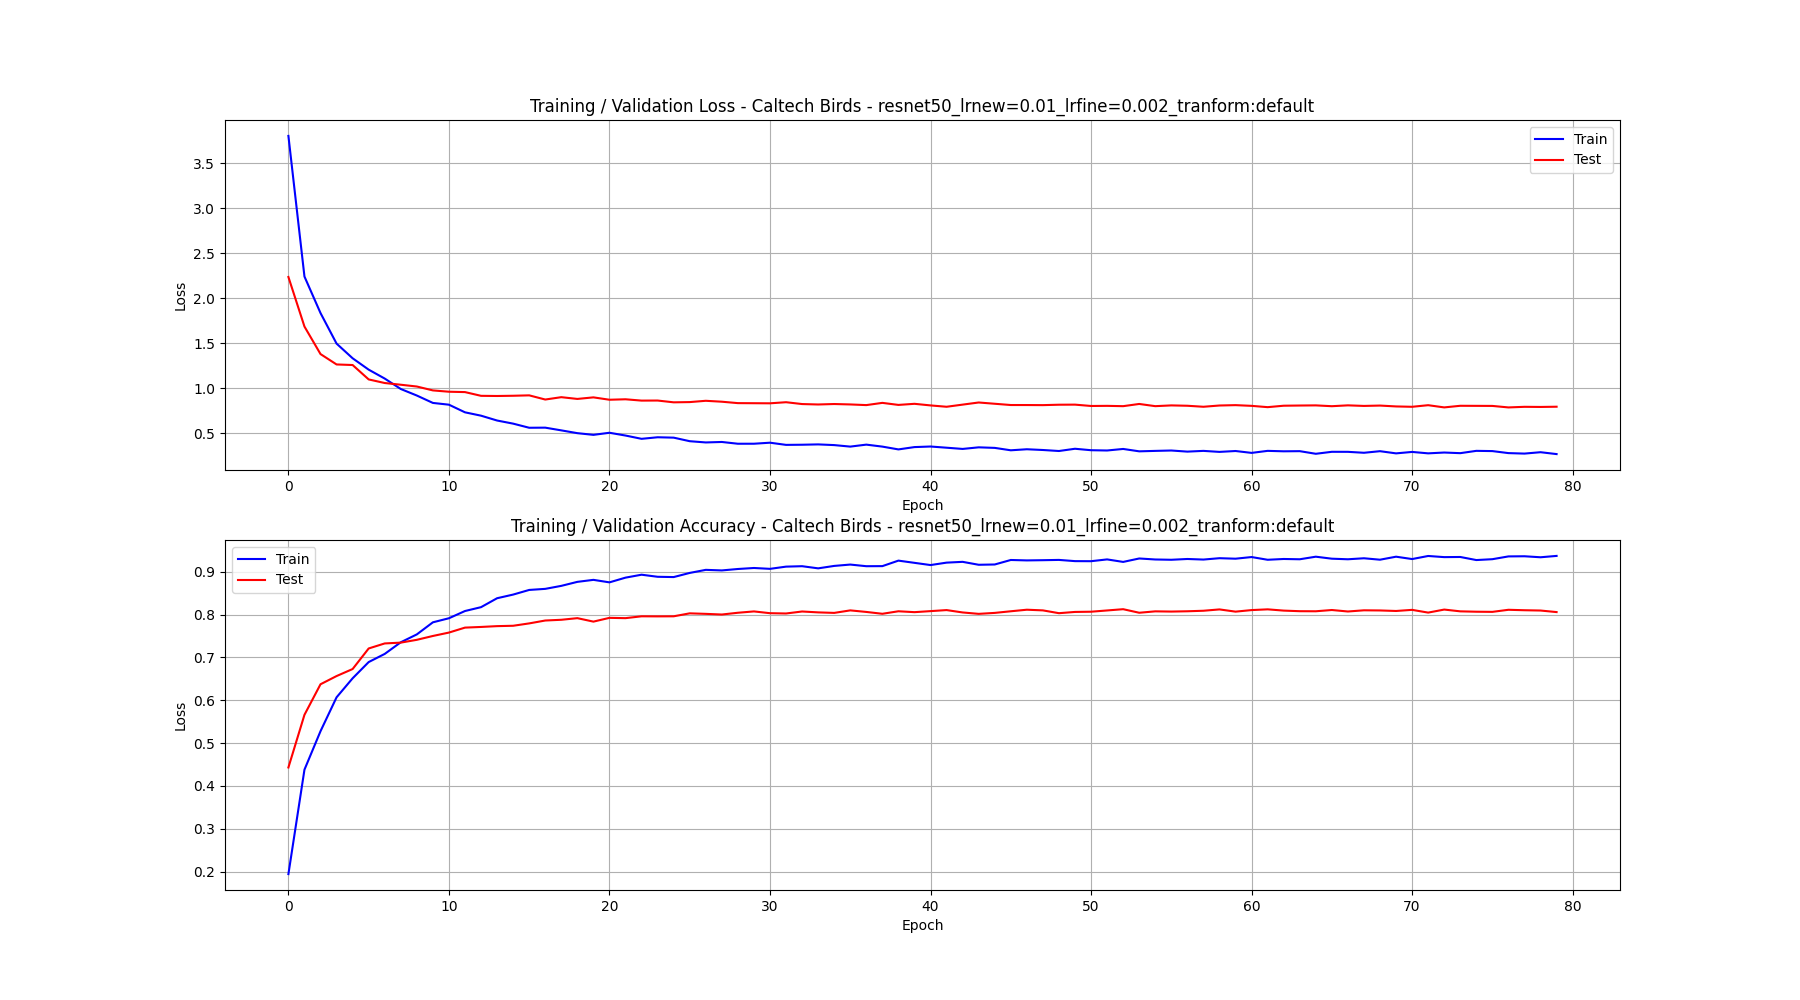 Training / Validation Loss - Caltech Birds - resnet50_lrnew=0.01_lrfine=0.002_tranform:default
Train
Test
3.5
3.0
2.5
2.0
1.5
1.0
0.5
Loss
0 10 20 30 40 50 60 70 80
Epoch
Training / Validation Accuracy - Caltech Birds - resnet50_lrnew=0.01_lrfine=0.002_tranform:default
Train
Test
0.9
0.8
0.7
0.6
0.5
0.4
0.3
0.2
Loss
0 10 20 30 40 50 60 70 80
Epoch